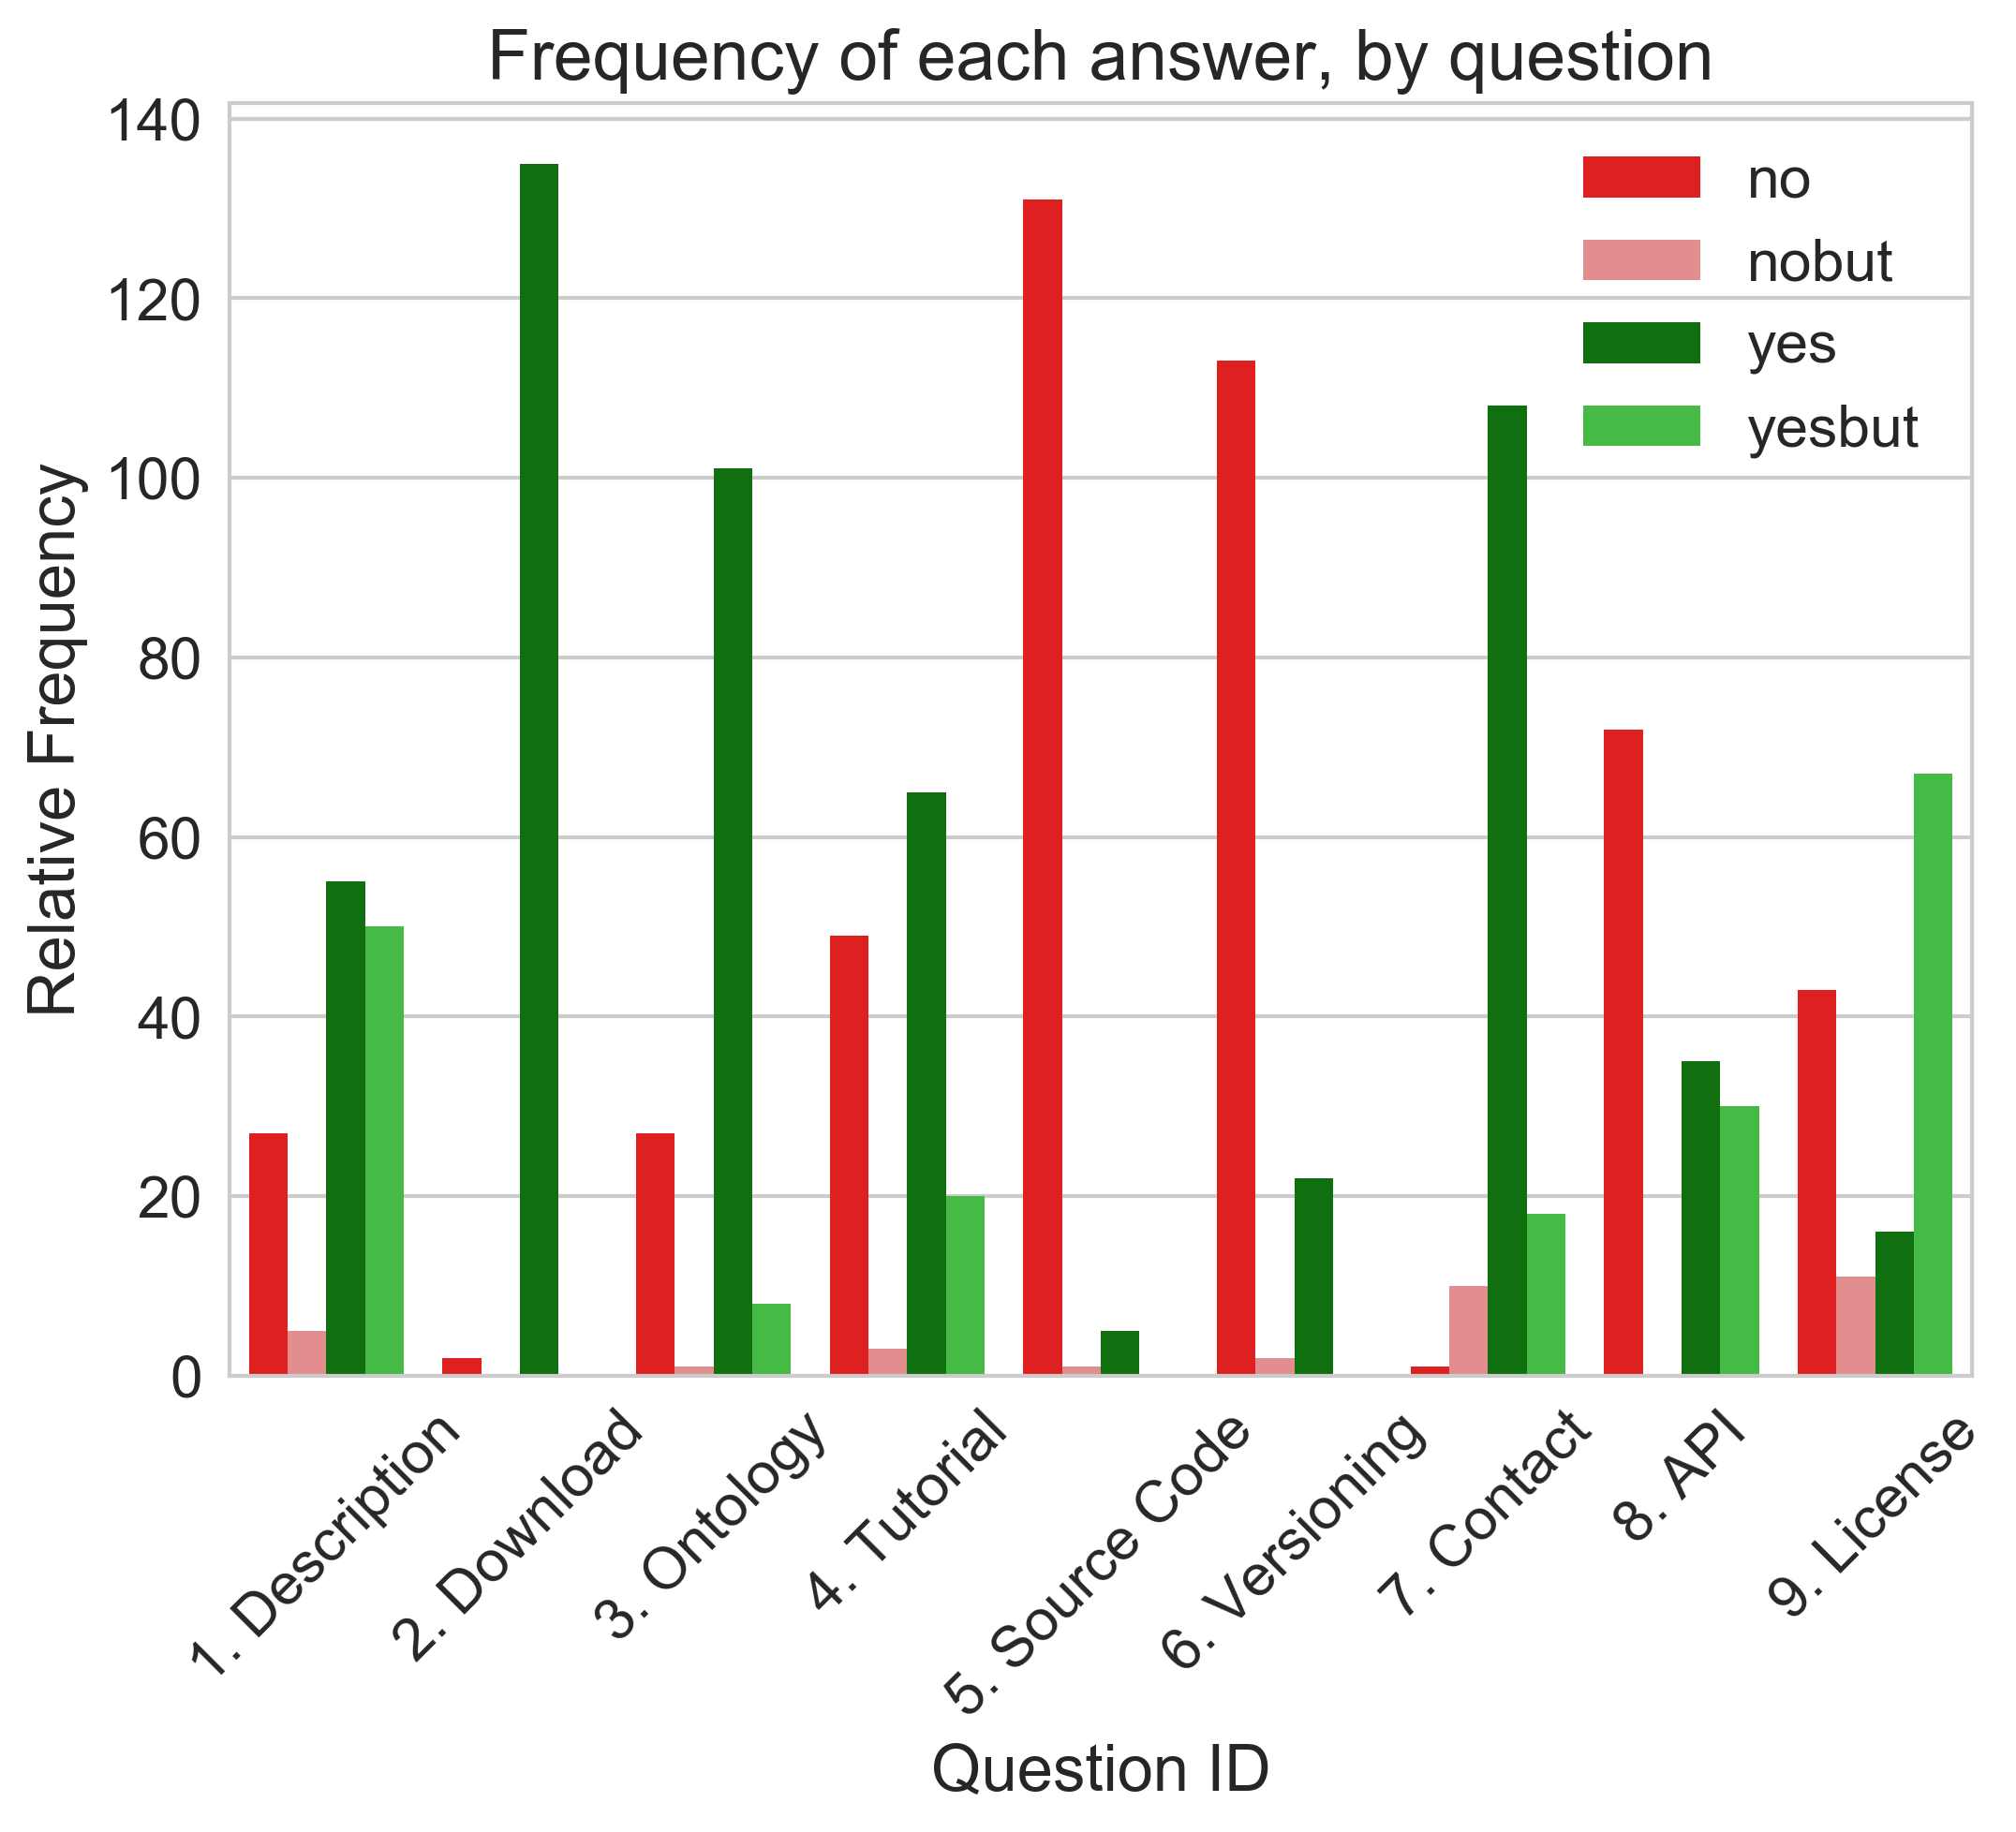 Frequency of each answer, by question
140
120
100
80
60
40
20
0
Relative Frequency
no
nobut
yes
yesbut
1. Description
2. Download
3. Ontology
4. Tutorial
5. Source Code
6. Versioning
7. Contact
8. API
9. License
Question ID